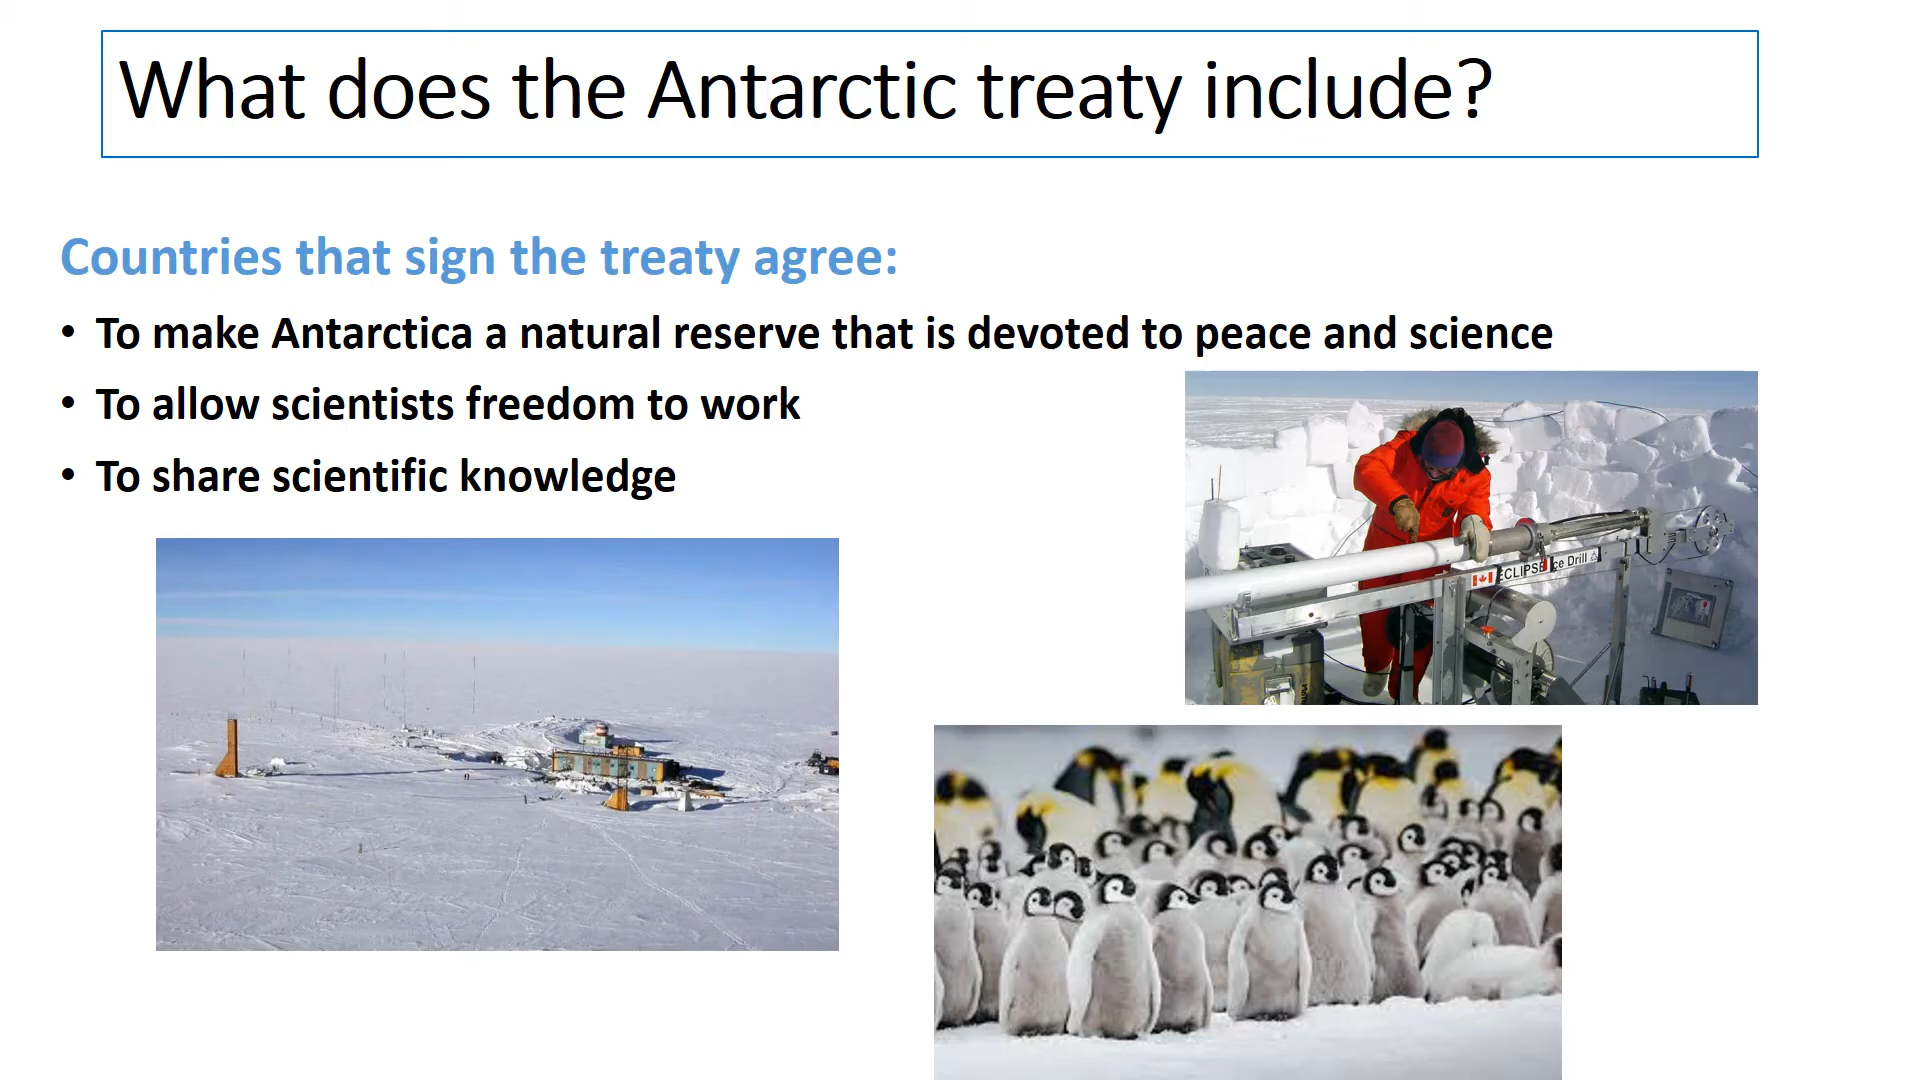 What does the Antarctic treaty include?
Countries that sign the treaty agree:
• To make Antarctica a natural reserve that is devoted to peace and science
• To allow scientists freedom to work
• To share scientific knowledge
ECLIPSE Ice Drill